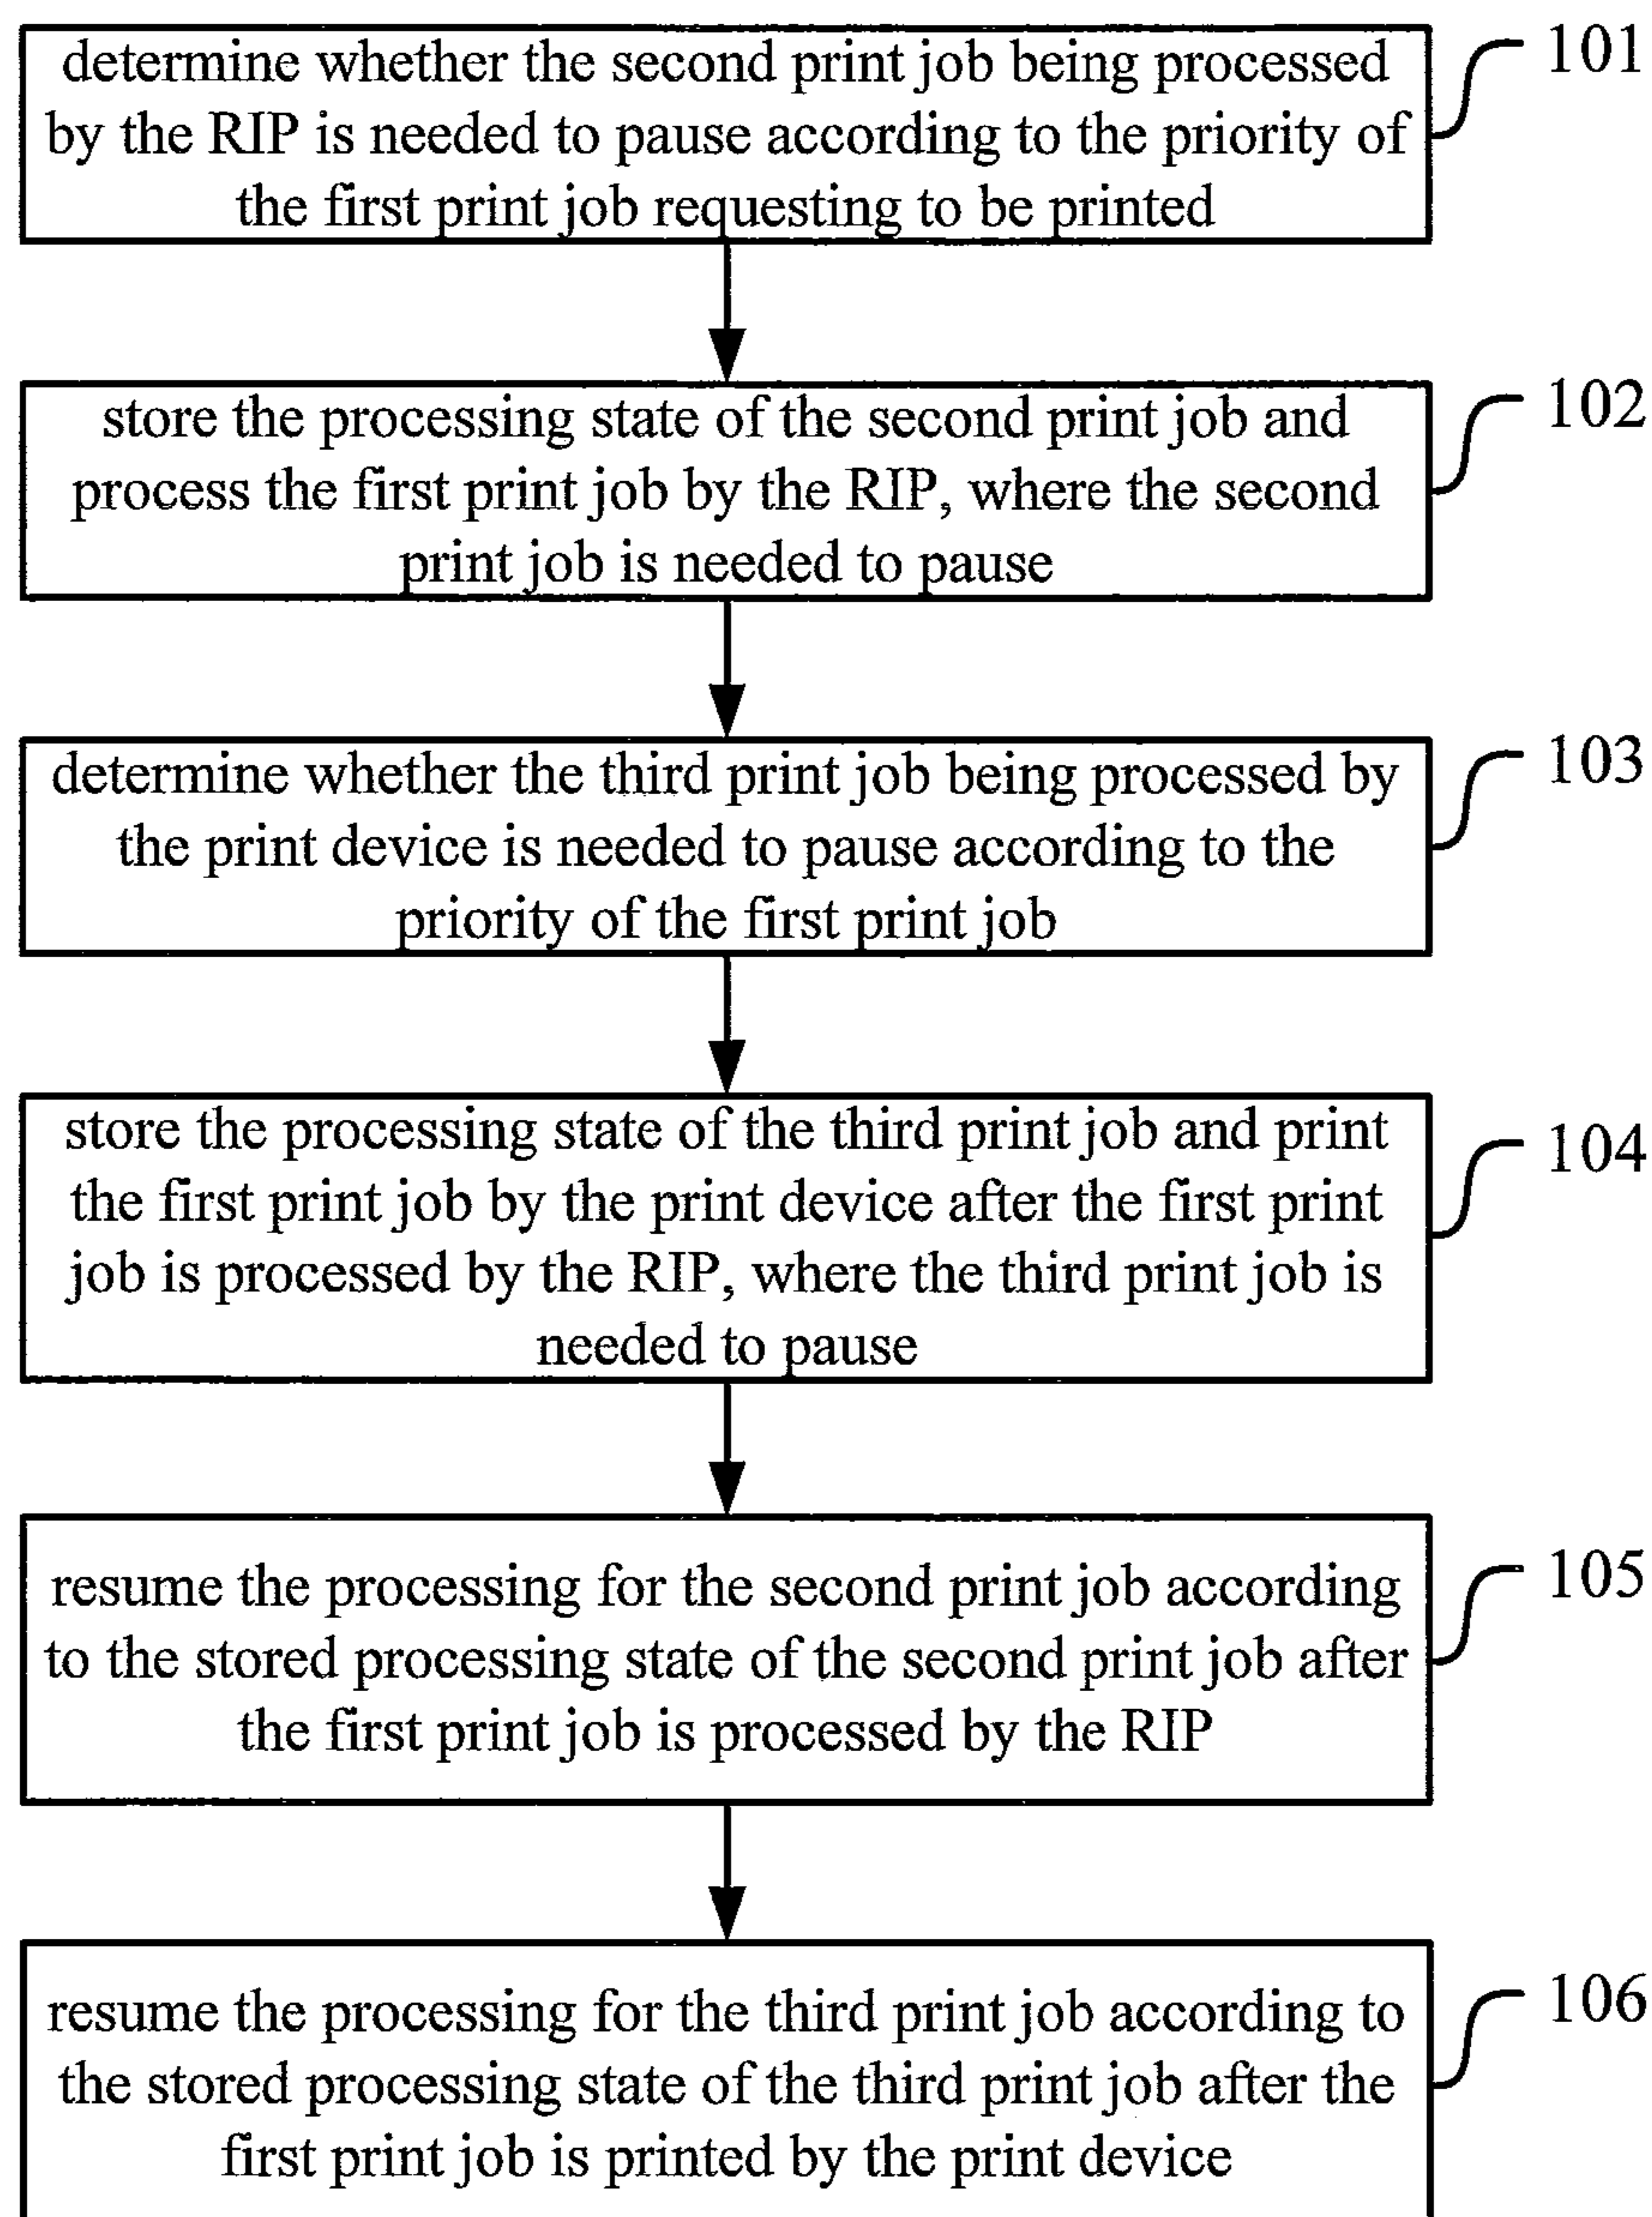 determine whether the second print job being processed
by the RIP is needed to pause according to the priority of
the first print job requesting to be printed
101
store the processing state of the second print job and
process the first print job by the RIP, where the second
print job is needed to pause
102
determine whether the third print job being processed by
the print device is needed to pause according to the
priority of the first print job
103
store the processing state of the third print job and print
the first print job by the print device after the first print
job is processed by the RIP, where the third print job is
needed to pause
104
resume the processing for the second print job according
to the stored processing state of the second print job after
the first print job is processed by the RIP
105
resume the processing for the third print job according to
the stored processing state of the third print job after the
first print job is printed by the print device
106